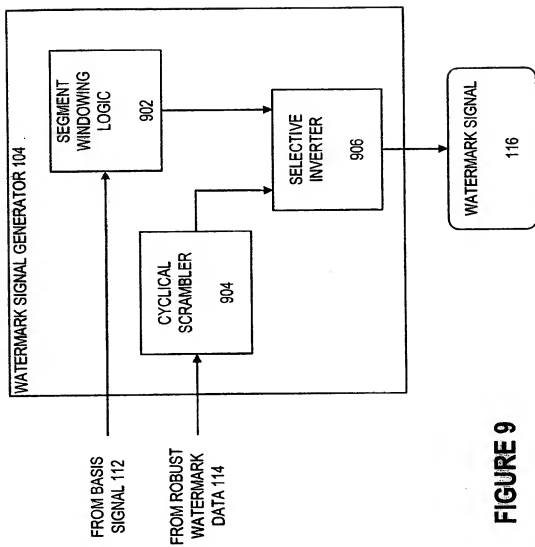 WATERMARK SIGNAL GENERATOR 104
SEGMENT
WINDOWING
LOGIC
902
FROM BASIS
SIGNAL 112
CYCLICAL
SCRAMBLER
904
FROM ROBUST
WATERMARK
DATA 114
SELECTIVE
INVERTER
906
WATERMARK SIGNAL
116
FIGURE 9